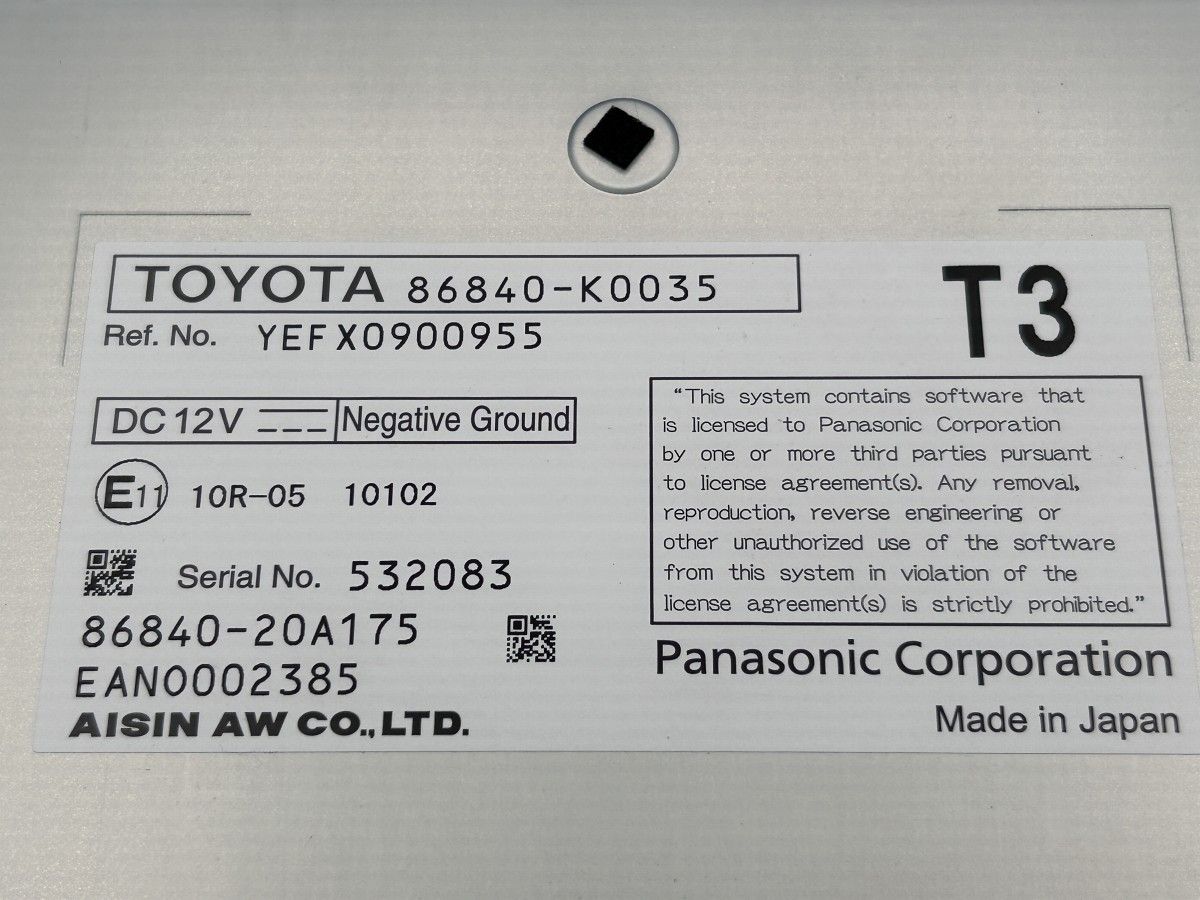 TOYOTA 86840-K0035
T3
Ref. No. YEFX0900955
DC 12V
Negative Ground
E11 10R-05 10102
Serial No. 532083
86840-20A175
EAN0002385
AISIN AW CO.,LTD.
“This system contains software that
is licensed to Panasonic Corporation
by one or more third parties pursuant
to license agreement(s). Any removal,
reproduction, reverse engineering or
other unauthorized use of the software
from this system in violation of the
license agreement(s) is strictly prohibited.”
Panasonic Corporation
Made in Japan